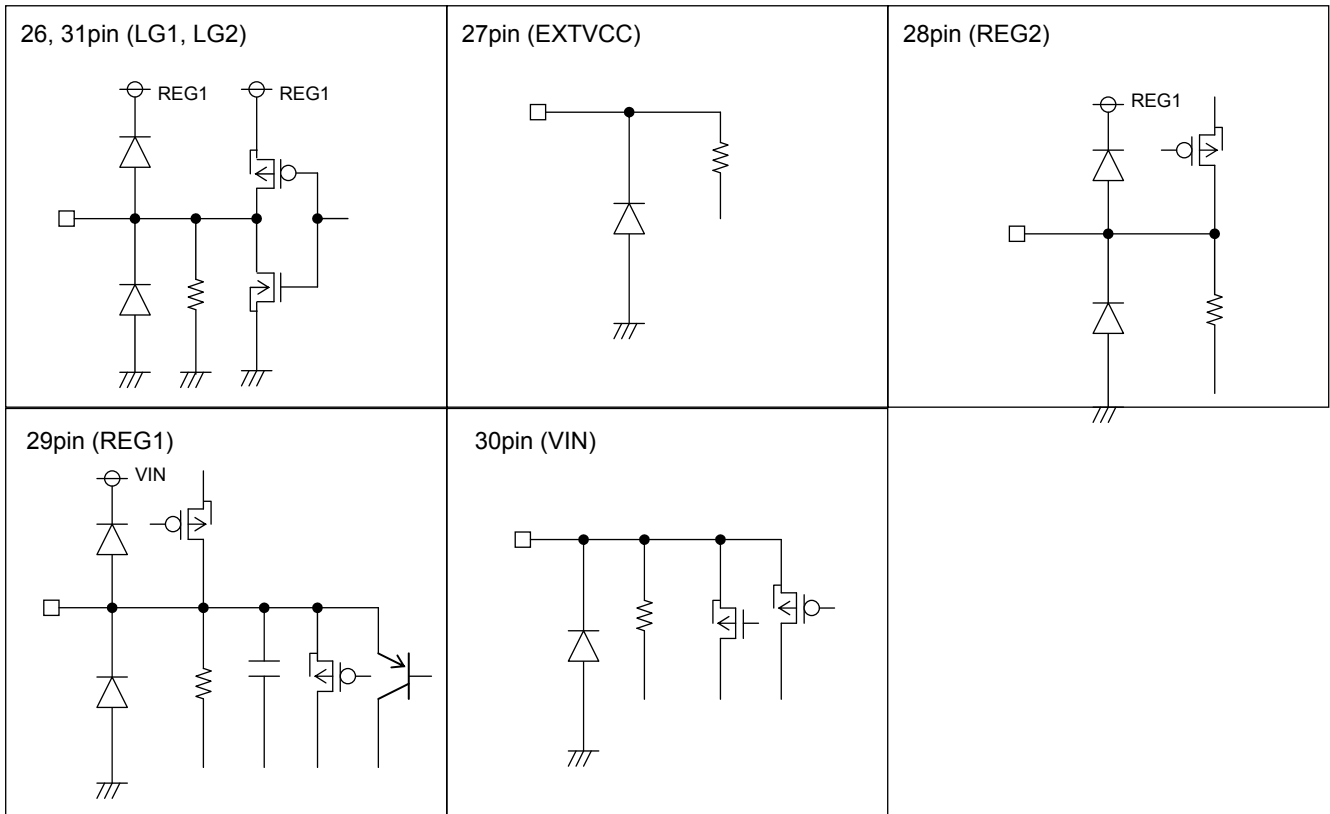 26, 31pin (LG1, LG2)
REG1
REG1
27pin (EXTVCC)
28pin (REG2)
REG1
29pin (REG1)
VIN
30pin (VIN)